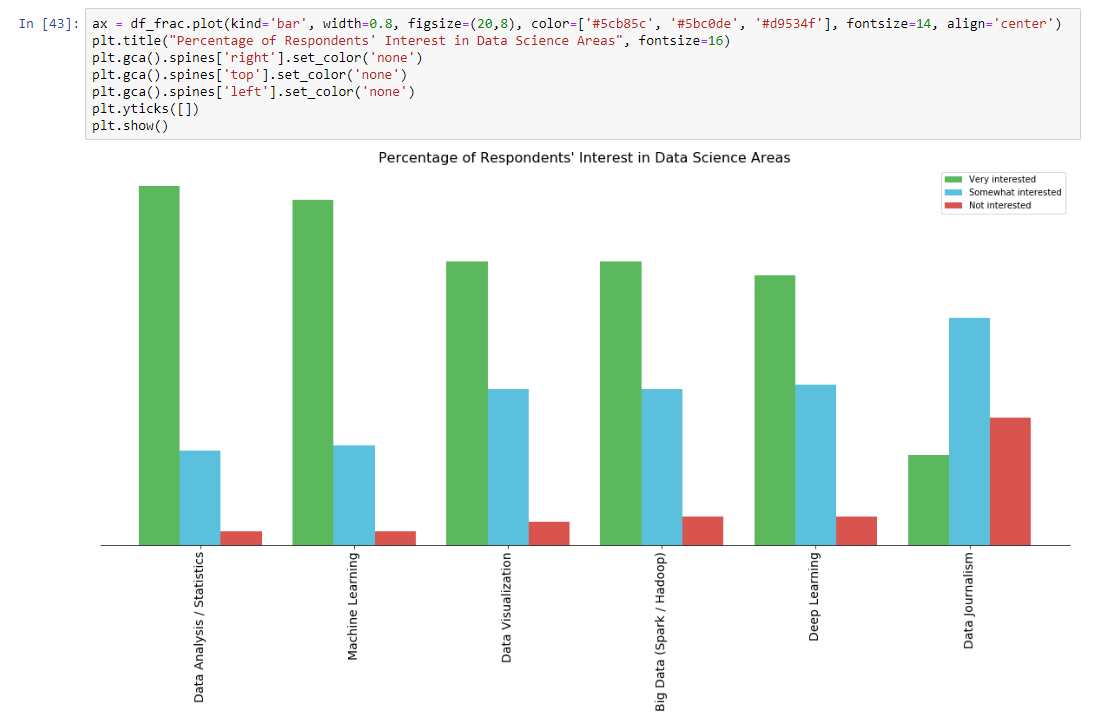 In [43]: ax = df_frac.plot(kind='bar', width=0.8, figsize=(20,8), color=['#5cb85c', '#5bc0de', '#d9534f'], fontsize=14, align='center')
plt.title("Percentage of Respondents' Interest in Data Science Areas", fontsize=16)
plt.gca().spines['right'].set_color('none')
plt.gca().spines['top'].set_color('none')
plt.gca().spines['left'].set_color('none')
plt.yticks([])
plt.show()
Percentage of Respondents' Interest in Data Science Areas
Very interested
Somewhat interested
Not interested
Data Analysis / Statistics
Machine Learning
Data Visualization
Big Data (Spark / Hadoop)
Deep Learning
Data Journalism